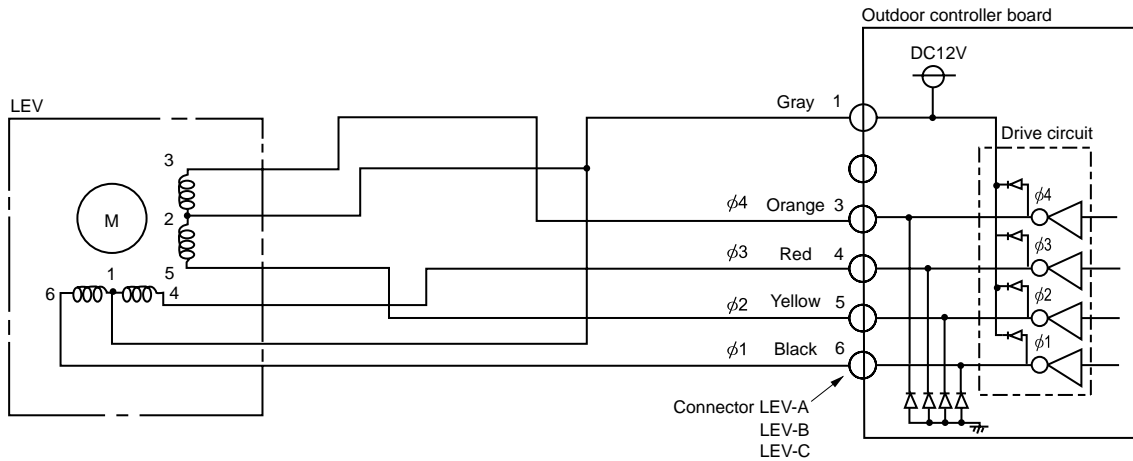 Outdoor controller board
DC12V
LEV
Gray 1
Drive circuit
3
M
2
1
5
6
4
ϕ4 Orange 3
ϕ4
ϕ3 Red 4
ϕ3
ϕ2 Yellow 5
ϕ2
ϕ1 Black 6
ϕ1
Connector LEV-A
LEV-B
LEV-C